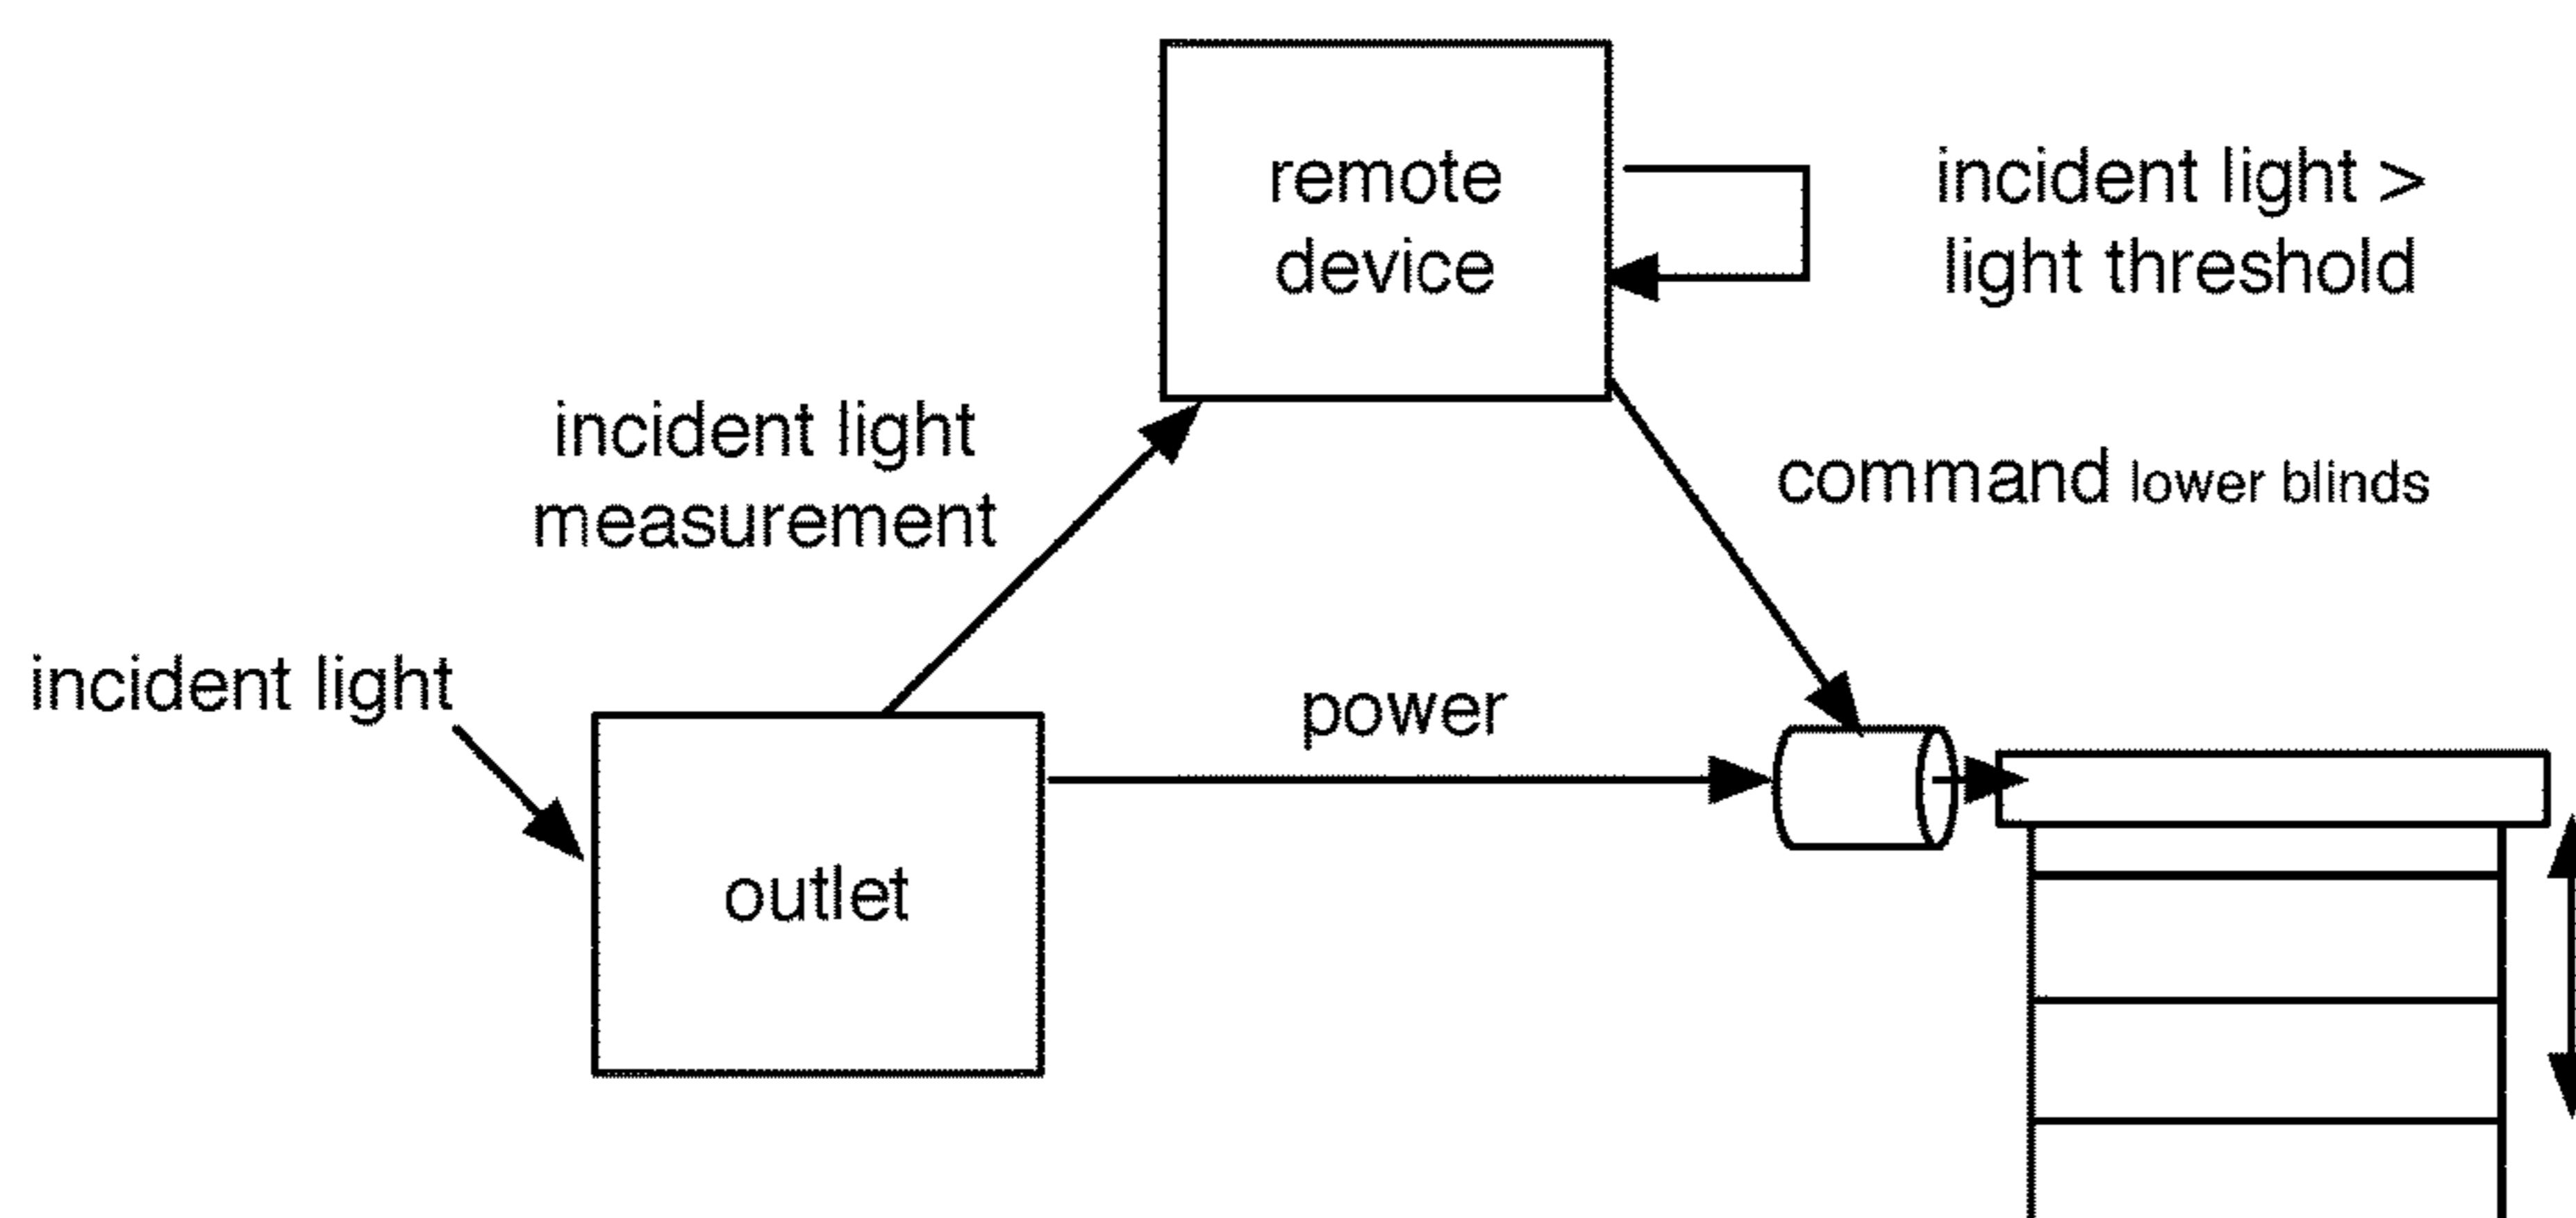 remote
device
incident light >
light threshold
incident light
measurement
command lower blinds
incident light
power
outlet